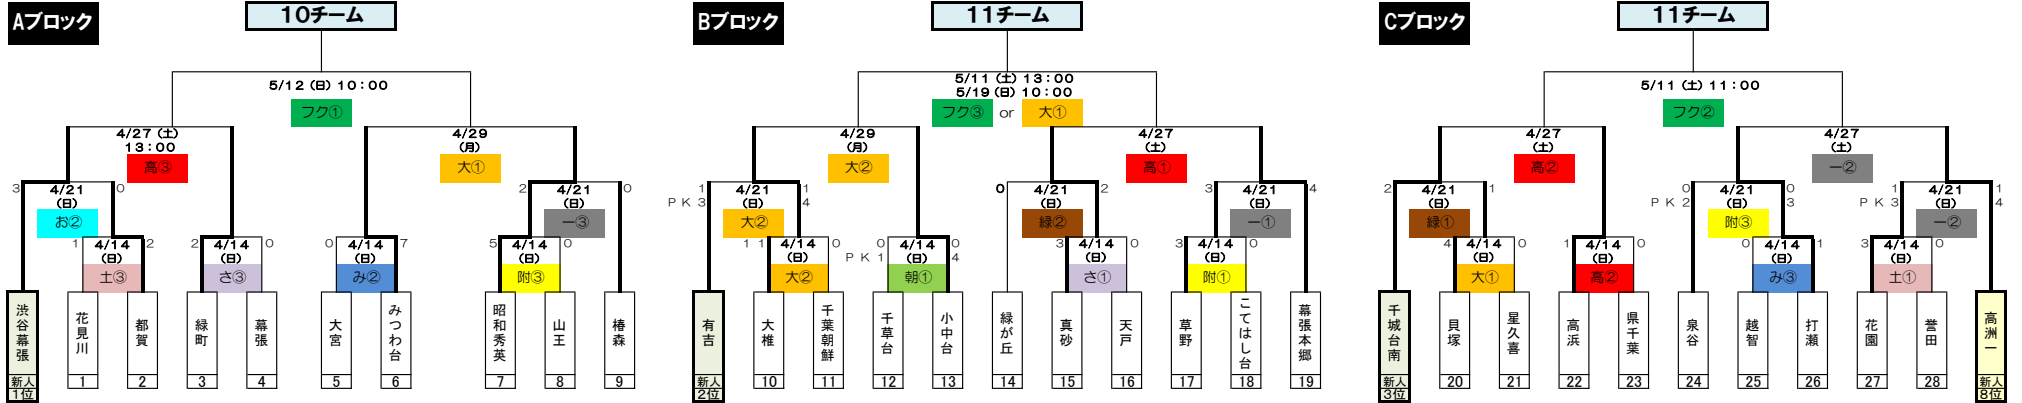 Aブロック
10チーム
5/12 (日) 10:00
フク①
4/27 (土)
13:00
高③
4/29
(月)
大①
3
4/21
(日)
0
お②
2
4/21
(日)
0
一③
1
4/14
(日)
2
土③
2
4/14
(日)
0
さ③
0
4/14
(日)
7
み②
5
4/14
(日)
0
附③
渋谷幕張
新人
1位
花見川
1
都賀
2
緑町
3
幕張
4
大宮
5
みつわ台
6
昭和秀英
7
山王
8
椿森
9
Bブロック
11チーム
5/11 (土) 13:00
5/19 (日) 10:00
フク③ or 大①
4/29
(月)
大②
4/27
(土)
高①
1
PK 3
4/21
(日)
1
4
大②
0
4/21
(日)
2
緑②
3
4/21
(日)
4
一①
11
4/14
(日)
0
大②
0
PK 1
4/14
(日)
0
4
朝①
3
4/14
(日)
0
さ①
3
4/14
(日)
0
附①
有吉
新人
2位
大椎
10
千葉朝鮮
11
千草台
12
小中台
13
緑が丘
14
真砂
15
天戸
16
草野
17
こてはし台
18
幕張本郷
19
Cブロック
11チーム
5/11 (土) 11:00
フク②
4/27
(土)
高②
4/27
(土)
一②
2
4/21
(日)
1
緑①
0
PK 2
4/21
(日)
0
3
附③
1
PK 3
4/21
(日)
1
4
一②
4
4/14
(日)
0
大①
1
4/14
(日)
0
高②
0
4/14
(日)
1
み③
3
4/14
(日)
0
土①
千城台南
新人
3位
貝塚
20
星久喜
21
高浜
22
県千葉
23
泉谷
24
越智
25
打瀬
26
花園
27
誉田
28
高洲一
新人
8位